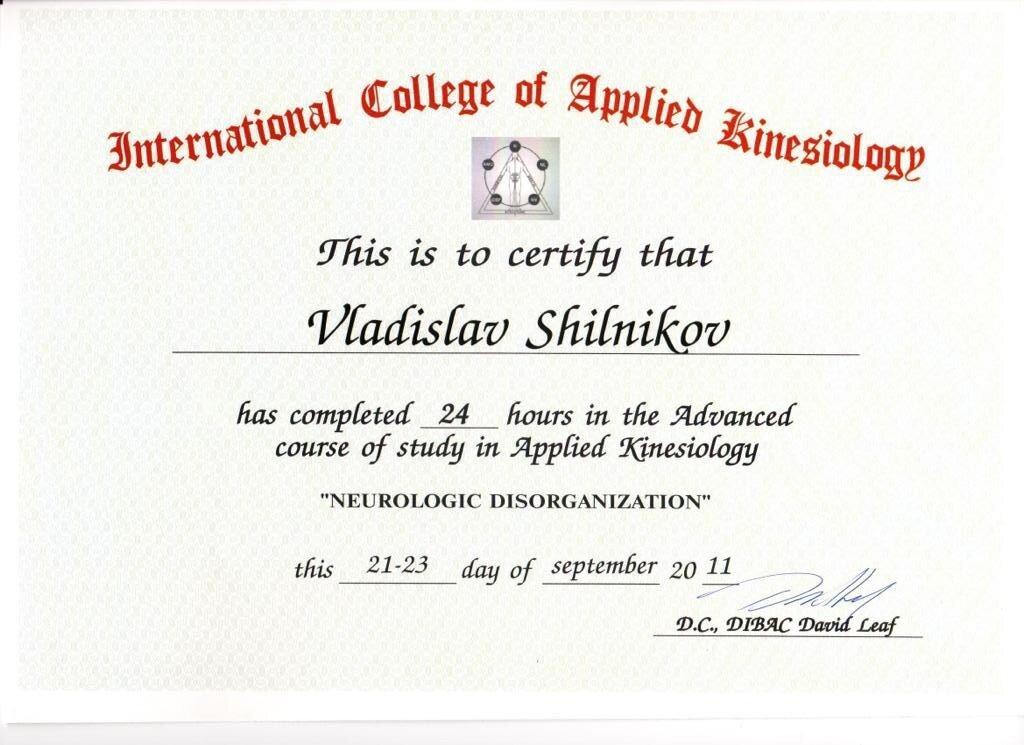 International College of Applied Kinesiology
This is to certify that
Vladislav Shilnikov
has completed 24 hours in the Advanced
course of study in Applied Kinesiology
"NEUROLOGIC DISORGANIZATION"
this 21-23 day of september 20 11
D.C., DIBAC David Leaf